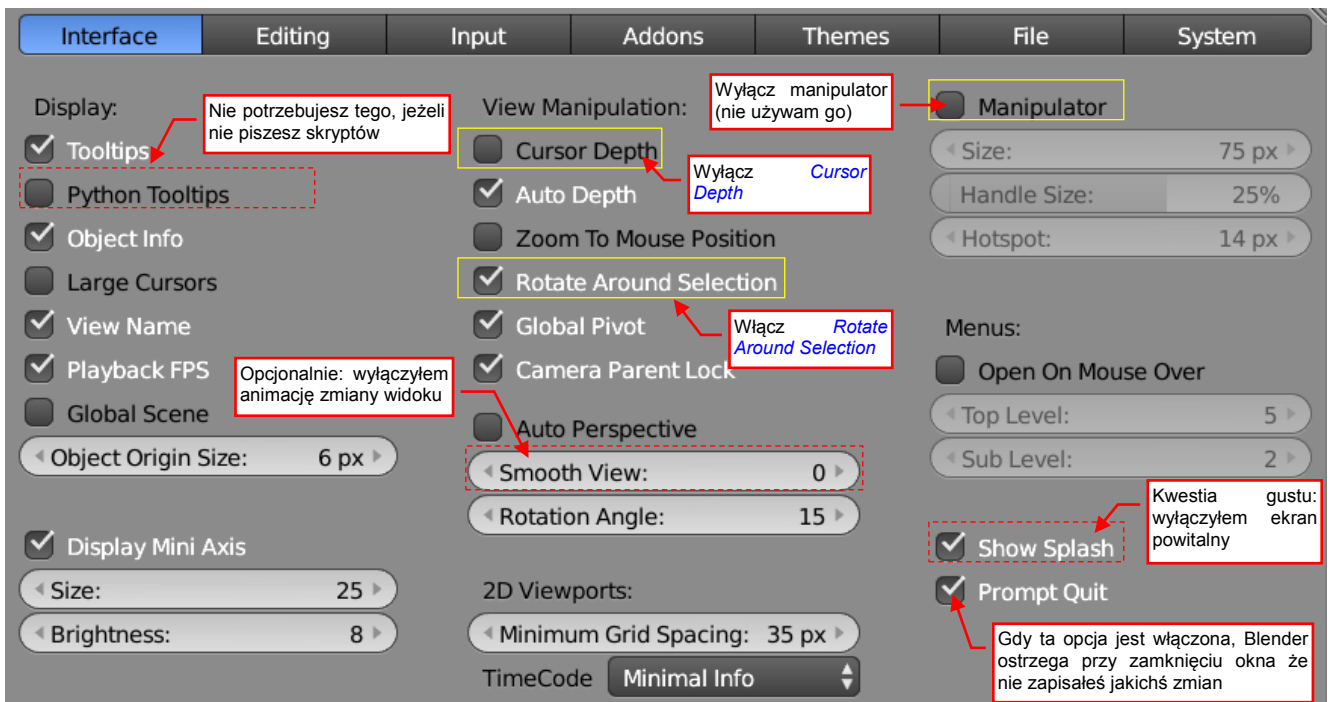 Interface
Editing
Input
Addons
Themes
File
System
Display:
Nie potrzebujesz tego, jeżeli
nie piszesz skryptów
Tooltips
Python Tooltips
Object Info
Large Cursors
View Name
Playback FPS
Global Scene
Object Origin Size: 6 px
Opcjonalnie: wyłączyłem
animację zmiany widoku
Display Mini Axis
Size: 25
Brightness: 8
View Manipulation:
Cursor Depth
Wyłącz Cursor
Depth
Auto Depth
Zoom To Mouse Position
Rotate Around Selection
Włącz Rotate
Around Selection
Global Pivot
Camera Parent Lock
Auto Perspective
Smooth View: 0
Rotation Angle: 15
2D Viewports:
Minimum Grid Spacing: 35 px
TimeCode Minimal Info
Wyłącz manipulator
(nie używam go)
Manipulator
Size: 75 px
Handle Size: 25%
Hotspot: 14 px
Menus:
Open On Mouse Over
Top Level: 5
Sub Level: 2
Kwestia gustu:
wyłączyłem ekran
powitalny
Show Splash
Prompt Quit
Gdy ta opcja jest włączona, Blender
ostrzega przy zamknięciu okna że
nie zapisałeś jakichś zmian